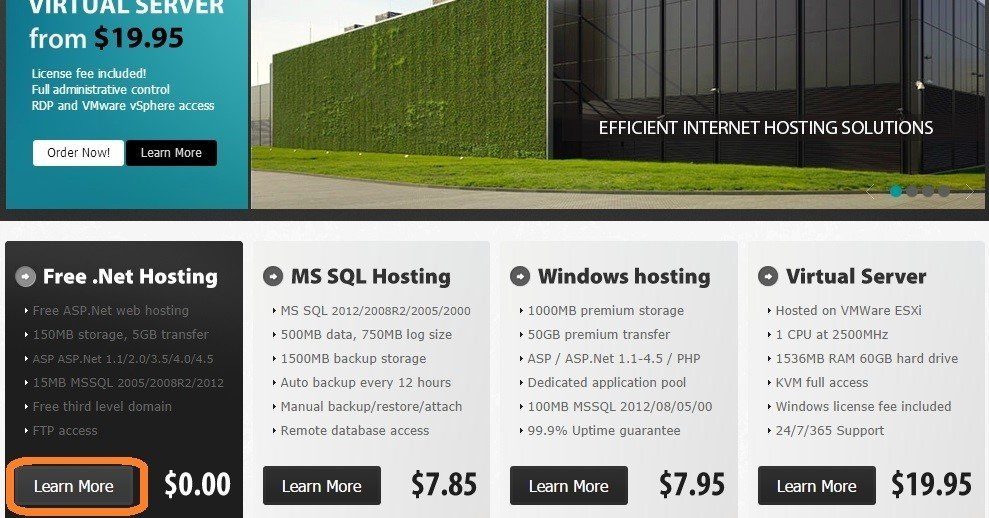 VIRTUAL SERVER
from $19.95
License fee included!
Full administrative control
RDP and VMware vSphere access
Order Now!
Learn More
EFFICIENT INTERNET HOSTING SOLUTIONS
Free .Net Hosting
Free ASP.Net web hosting
150MB storage, 5GB transfer
ASP ASP.Net 1.1/2.0/3.5/4.0/4.5
15MB MSSQL 2005/2008R2/2012
Free third level domain
FTP access
Learn More
$0.00
MS SQL Hosting
MS SQL 2012/2008R2/2005/2000
500MB data, 750MB log size
1500MB backup storage
Auto backup every 12 hours
Manual backup/restore/attach
Remote database access
Learn More
$7.85
Windows hosting
1000MB premium storage
50GB premium transfer
ASP / ASP.Net 1.1-4.5 / PHP
Dedicated application pool
100MB MSSQL 2012/08/05/00
99.9% Uptime guarantee
Learn More
$7.95
Virtual Server
Hosted on VMWare ESXi
1 CPU at 2500MHz
1536MB RAM 60GB hard drive
KVM full access
Windows license fee included
24/7/365 Support
Learn More
$19.95